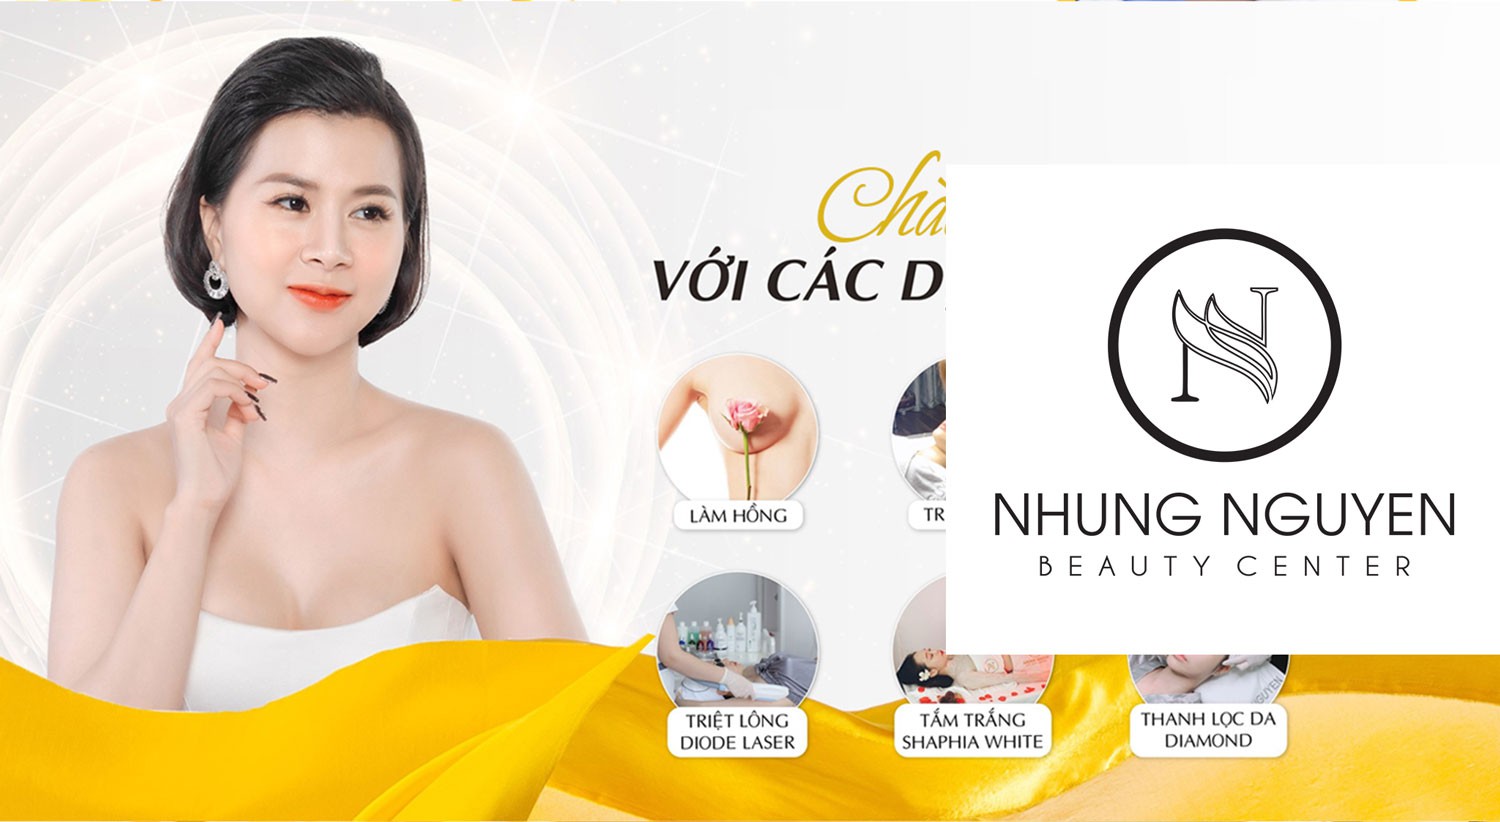 Chà
VỚI CÁC D
LÀM HỒNG
TR
NHUNG NGUYEN
BEAUTY CENTER
TRIỆT LÔNG
DIODE LASER
TẮM TRẮNG
SHAPHIA WHITE
THANH LỌC DA
DIAMOND